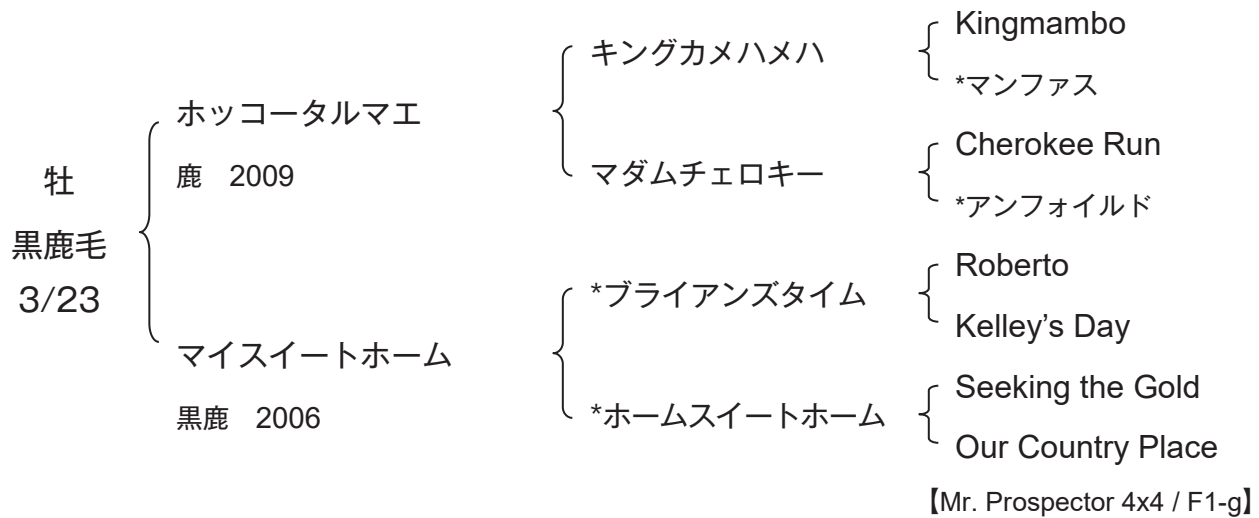 牡
黒鹿毛
3/23
ホッコータルマエ
鹿 2009
マイスイートホーム
黒鹿 2006
キングカメハメハ
マダムチェロキー
*ブライアンズタイム
*ホームスイートホーム
Kingmambo
*マンファス
Cherokee Run
*アンフォイルド
Roberto
Kelley’s Day
Seeking the Gold
Our Country Place
【Mr. Prospector 4x4 / F1-g】